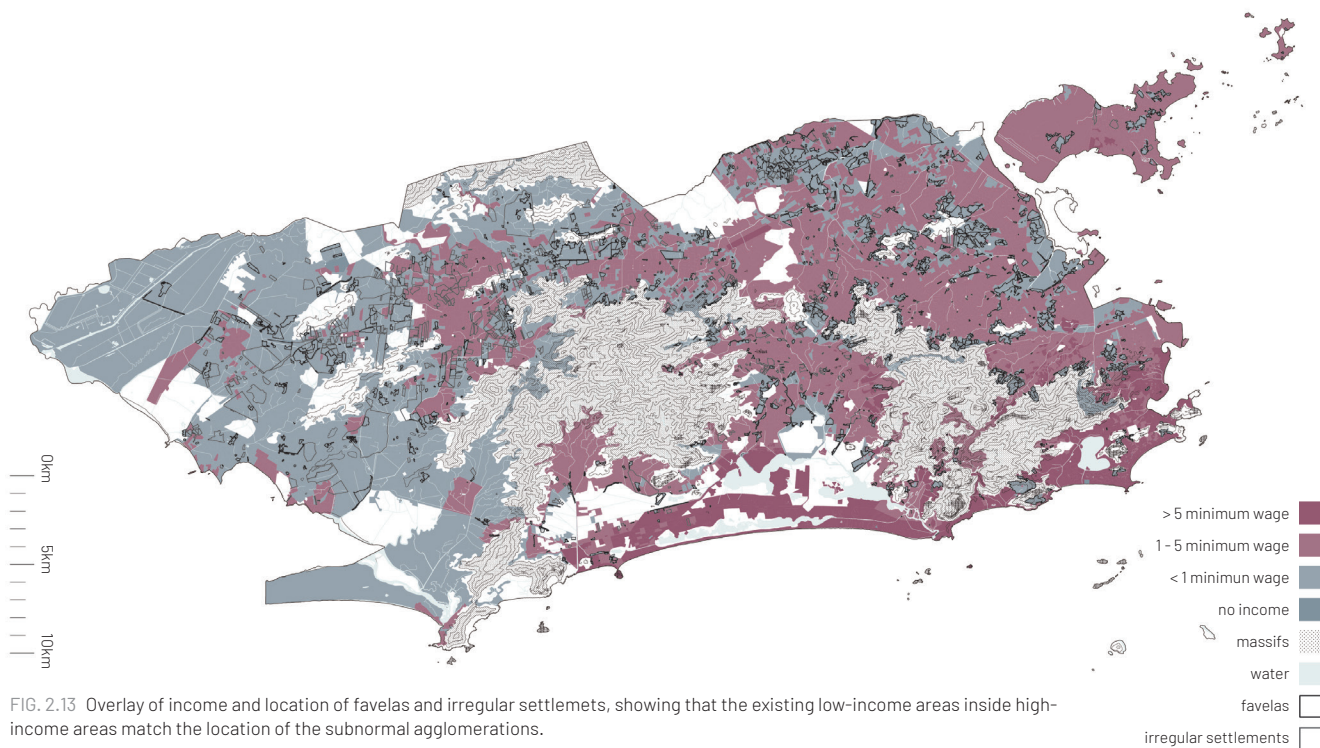 0km
5km
10km
> 5 minimum wage
1 - 5 minimum wage
< 1 minimun wage
no income
massifs
water
favelas
irregular settlements
FIG. 2.13 Overlay of income and location of favelas and irregular settlemets, showing that the existing low-income areas inside high-
income areas match the location of the subnormal agglomerations.